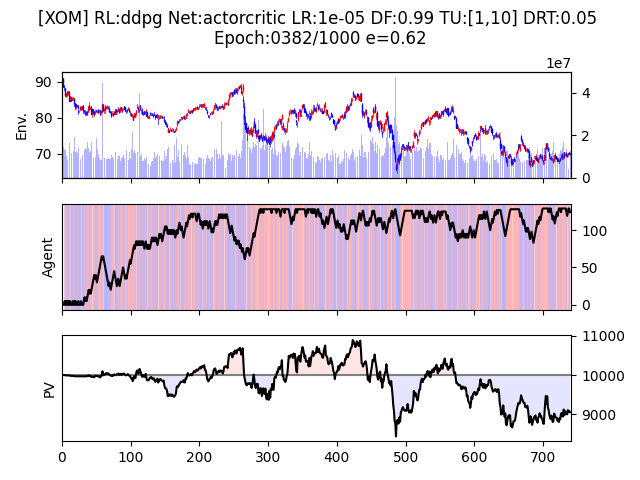 [XOM] RL:ddpg Net:actorcritic LR:1e-05 DF:0.99 TU:[1,10] DRT:0.05
Epoch:0382/1000 e=0.62
1e7
90
80
70
Env.
4
2
0
Agent
100
50
0
PV
11000
10000
9000
0 100 200 300 400 500 600 700